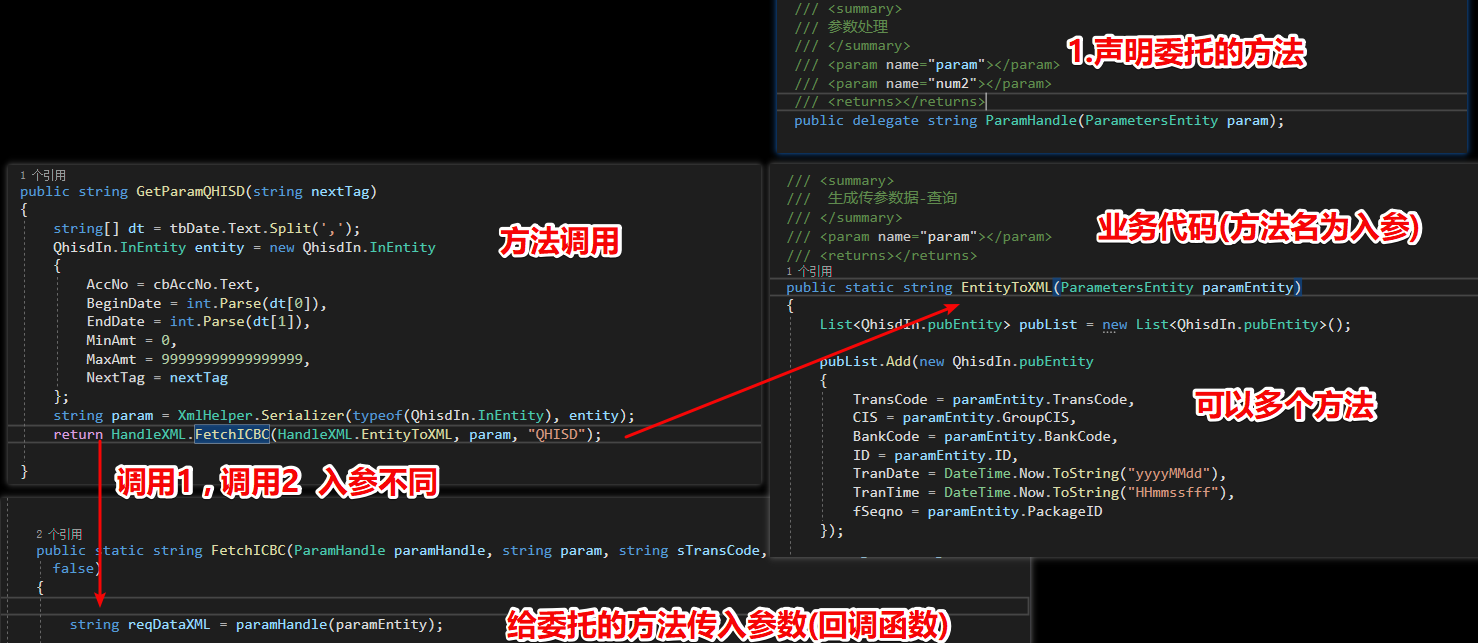 /// <summary>
/// 参数处理
/// </summary>
/// <param name="param"></param>
/// <param name="num2"></param>
/// <returns></returns>
public delegate string ParamHandle(ParametersEntity param);
1.声明委托的方法
1 个引用
public string GetParamQHISD(string nextTag)
{
string[] dt = tbDate.Text.Split(',');
QhisdIn.InEntity entity = new QhisdIn.InEntity
{
AccNo = cbAccNo.Text,
BeginDate = int.Parse(dt[0]),
EndDate = int.Parse(dt[1]),
MinAmt = 0,
MaxAmt = 99999999999999999,
NextTag = nextTag
};
string param = XmlHelper.Serializer(typeof(QhisdIn.InEntity), entity);
return HandleXML.FetchICBC(HandleXML.EntityToXML, param, "QHISD");
}
方法调用
/// <summary>
/// 生成传参数据-查询
/// </summary>
/// <param name="param"></param>
/// <returns></returns>
1 个引用
public static string EntityToXML(ParametersEntity paramEntity)
{
List<QhisdIn.pubEntity> pubList = new List<QhisdIn.pubEntity>();
pubList.Add(new QhisdIn.pubEntity
{
TransCode = paramEntity.TransCode,
CIS = paramEntity.GroupCIS,
BankCode = paramEntity.BankCode,
ID = paramEntity.ID,
TranDate = DateTime.Now.ToString("yyyyMMdd"),
TranTime = DateTime.Now.ToString("HHmmssfff"),
fSeqno = paramEntity.PackageID
});
业务代码(方法名为入参)
可以多个方法
调用1，调用2 入参不同
2 个引用
public static string FetchICBC(ParamHandle paramHandle, string param, string sTransCode,
false)
{
string reqDataXML = paramHandle(paramEntity);
给委托的方法传入参数(回调函数)